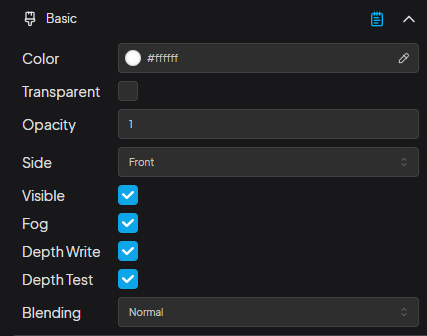 Basic
Color #ffffff
Transparent
Opacity 1
Side Front
Visible
Fog
Depth Write
Depth Test
Blending Normal